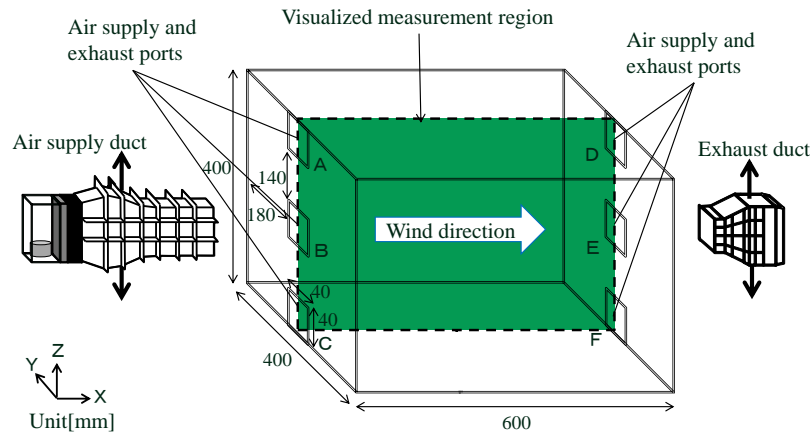 Visualized measurement region
Air supply and
exhaust ports
Air supply and
exhaust ports
Air supply duct
Exhaust duct
400
A
D
140
180
B
Wind direction
E
40
40
C
F
400
600
Z
Y
X
Unit[mm]